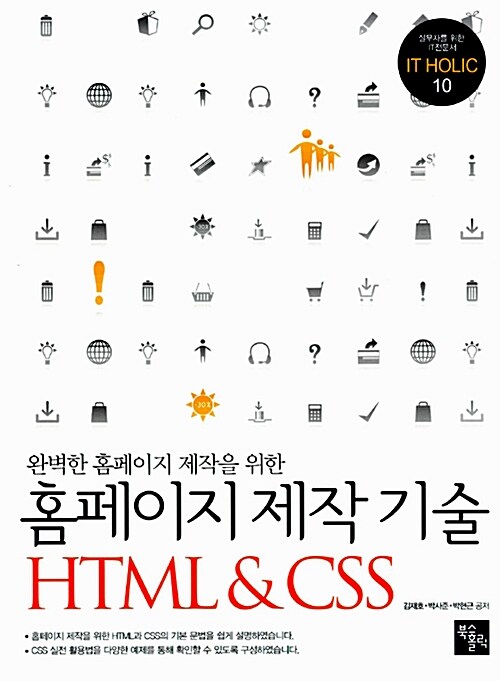 실무자를 위한
IT전문서
IT HOLIC
10
완벽한 홈페이지 제작을 위한
홈페이지 제작 기술
HTML & CSS
김재호 • 박사준 • 박현근 공저
• 홈페이지 제작을 위한 HTML과 CSS의 기본 문법을 쉽게 설명하였습니다.
• CSS 실전 활용법을 다양한 예제를 통해 확인할 수 있도록 구성하였습니다.
북스홀릭